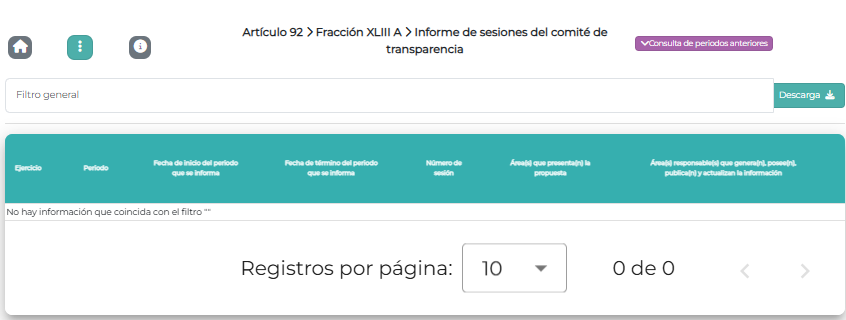 Artículo 92 > Fracción XLIII A > Informe de sesiones del comité de
transparencia
Consulta de periodos anteriores
Filtro general
Descarga
Ejercicio
Periodo
Fecha de inicio del periodo
que se informa
Fecha de término del periodo
que se informa
Número de
sesión
Área(s) que presenta(n) la
propuesta
Área(s) responsable(s) que genera(n), posee(n),
publica(n) y actualizan la información
No hay información que coincida con el filtro ""
Registros por página: 10 0 de 0